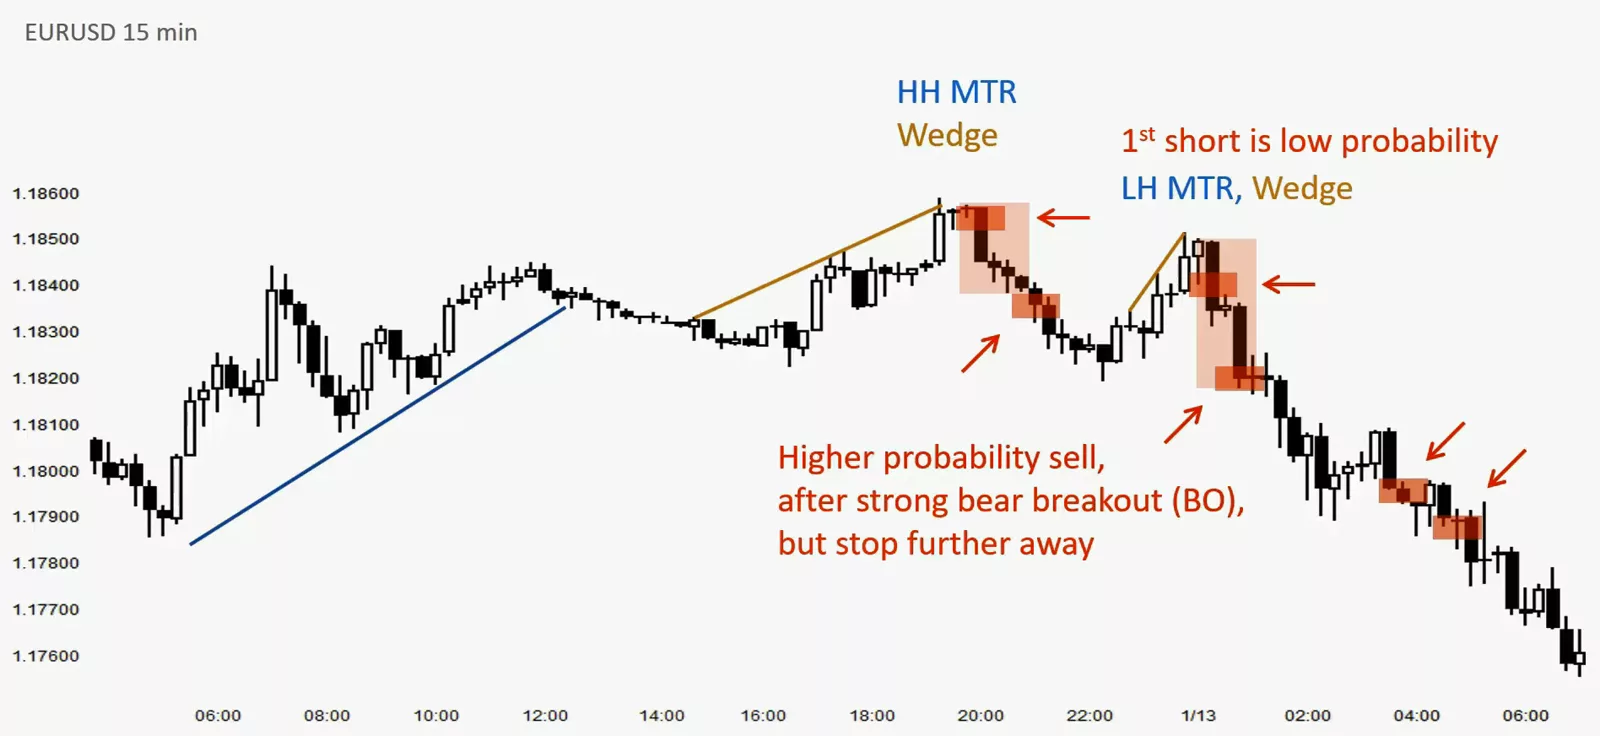 EURUSD 15 min
HH MTR
Wedge
1st short is low probability
LH MTR, Wedge
1.18600
1.18500
1.18400
1.18300
1.18200
1.18100
1.18000
1.17900
1.17800
1.17700
1.17600
Higher probability sell,
after strong bear breakout (BO),
but stop further away
06:00 08:00 10:00 12:00 14:00 16:00 18:00 20:00 22:00 1/13 02:00 04:00 06:00